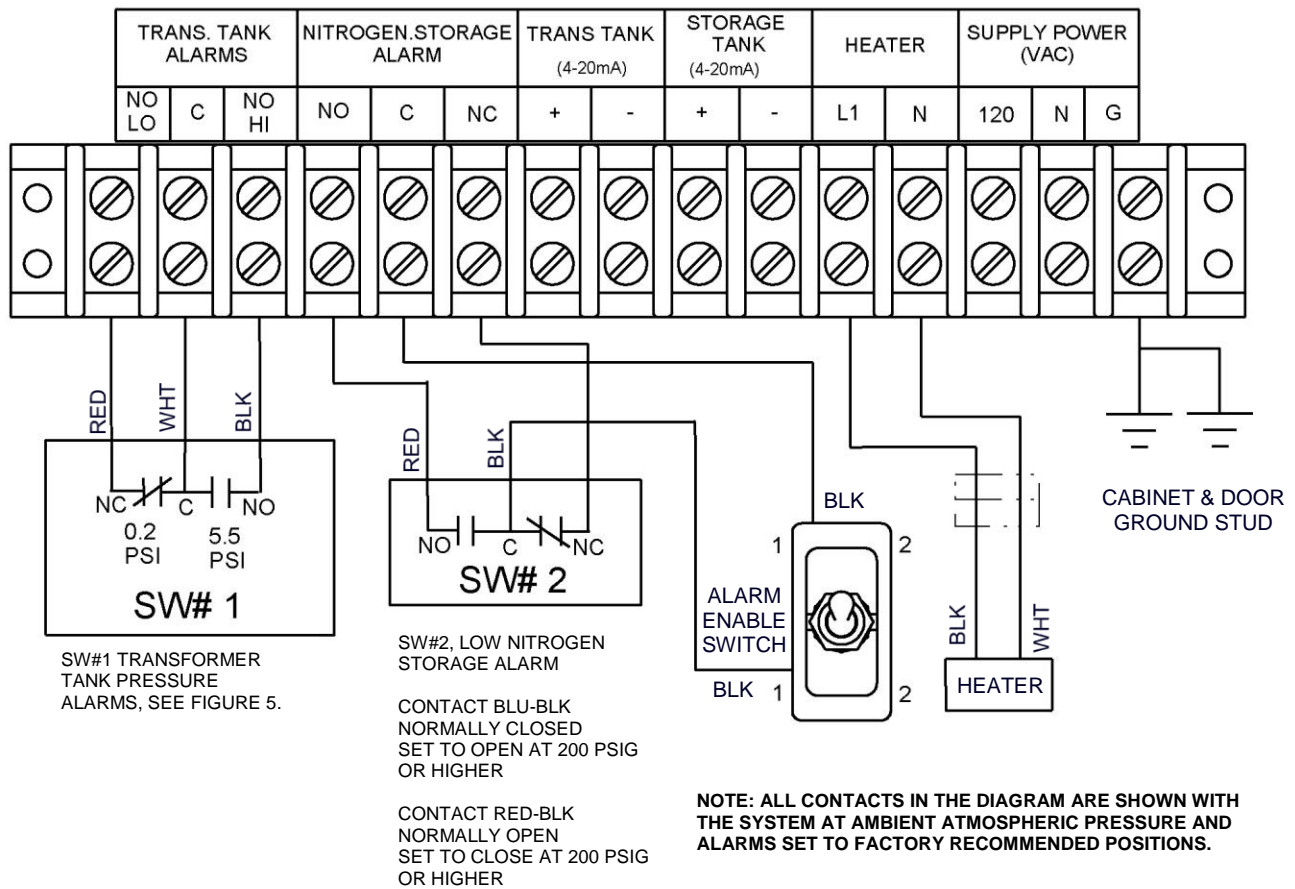 TRANS. TANK
ALARMS
NITROGEN.STORAGE
ALARM
TRANS TANK
(4-20mA)
STORAGE
TANK
(4-20mA)
HEATER
SUPPLY POWER
(VAC)
NO
LO
C
NO
HI
NO
C
NC
+
-
+
-
L1
N
120
N
G
RED
WHT
BLK
NC
C
NO
0.2
PSI
5.5
PSI
SW# 1
SW#1 TRANSFORMER
TANK PRESSURE
ALARMS, SEE FIGURE 5.
RED
BLK
NO
C
NC
SW# 2
SW#2, LOW NITROGEN
STORAGE ALARM
CONTACT BLU-BLK
NORMALLY CLOSED
SET TO OPEN AT 200 PSIG
OR HIGHER
CONTACT RED-BLK
NORMALLY OPEN
SET TO CLOSE AT 200 PSIG
OR HIGHER
BLK
1
2
ALARM
ENABLE
SWITCH
BLK
1
2
BLK
WHT
HEATER
CABINET & DOOR
GROUND STUD
NOTE: ALL CONTACTS IN THE DIAGRAM ARE SHOWN WITH
THE SYSTEM AT AMBIENT ATMOSPHERIC PRESSURE AND
ALARMS SET TO FACTORY RECOMMENDED POSITIONS.